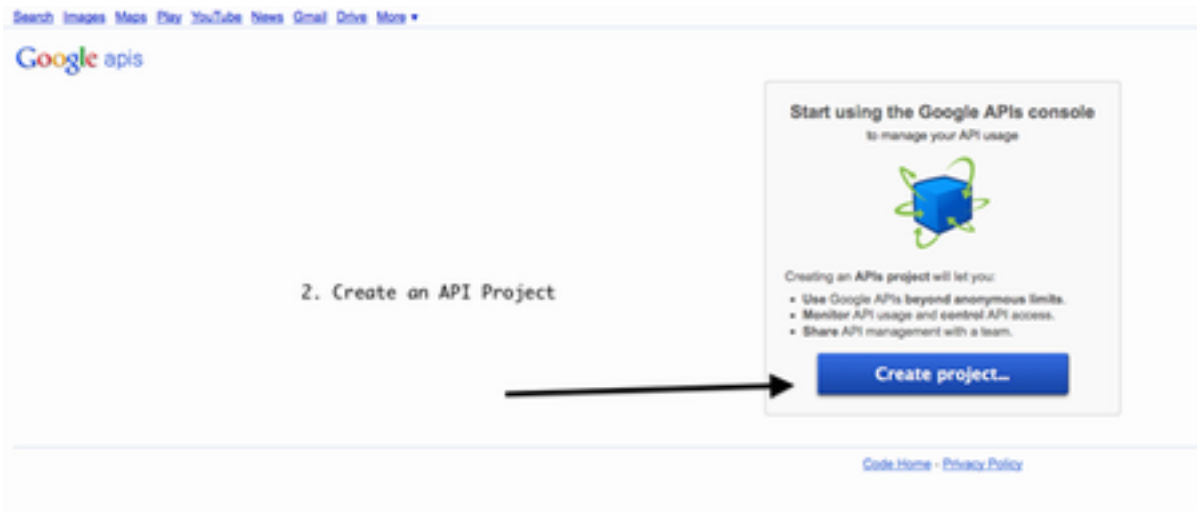 Search Images Maps Play YouTube News Gmail Drive More ▾
Google apis
Start using the Google APIs console
to manage your API usage
2. Create an API Project
Creating an APIs project will let you:
• Use Google APIs beyond anonymous limits.
• Monitor API usage and control API access.
• Share API management with a team.
Create project...
Code Home - Privacy Policy